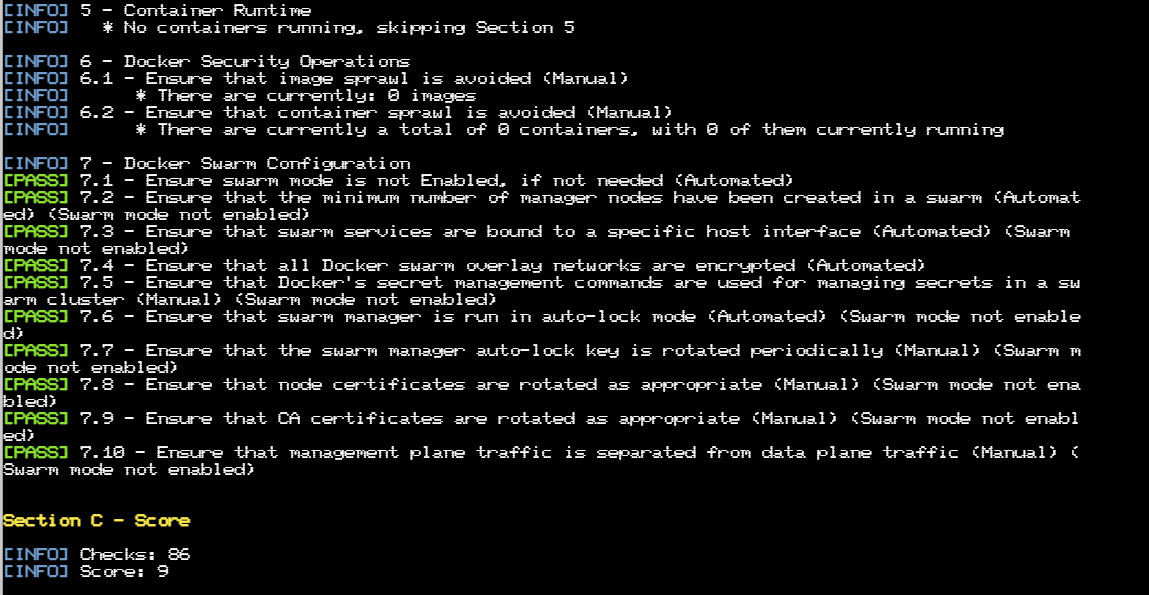 [INFO] 5 - Container Runtime
[INFO]   * No containers running, skipping Section 5
[INFO] 6 - Docker Security Operations
[INFO] 6.1 - Ensure that image sprawl is avoided (Manual)
[INFO]      * There are currently: 0 images
[INFO] 6.2 - Ensure that container sprawl is avoided (Manual)
[INFO]      * There are currently a total of 0 containers, with 0 of them currently running
[INFO] 7 - Docker Swarm Configuration
[PASS] 7.1 - Ensure swarm mode is not Enabled, if not needed (Automated)
[PASS] 7.2 - Ensure that the minimum number of manager nodes have been created in a swarm (Automat
ed) (Swarm mode not enabled)
[PASS] 7.3 - Ensure that swarm services are bound to a specific host interface (Automated) (Swarm
mode not enabled)
[PASS] 7.4 - Ensure that all Docker swarm overlay networks are encrypted (Automated)
[PASS] 7.5 - Ensure that Docker's secret management commands are used for managing secrets in a sw
arm cluster (Manual) (Swarm mode not enabled)
[PASS] 7.6 - Ensure that swarm manager is run in auto-lock mode (Automated) (Swarm mode not enable
d)
[PASS] 7.7 - Ensure that the swarm manager auto-lock key is rotated periodically (Manual) (Swarm m
ode not enabled)
[PASS] 7.8 - Ensure that node certificates are rotated as appropriate (Manual) (Swarm mode not ena
bled)
[PASS] 7.9 - Ensure that CA certificates are rotated as appropriate (Manual) (Swarm mode not enabl
ed)
[PASS] 7.10 - Ensure that management plane traffic is separated from data plane traffic (Manual) (
Swarm mode not enabled)
Section C - Score
[INFO] Checks: 86
[INFO] Score: 9